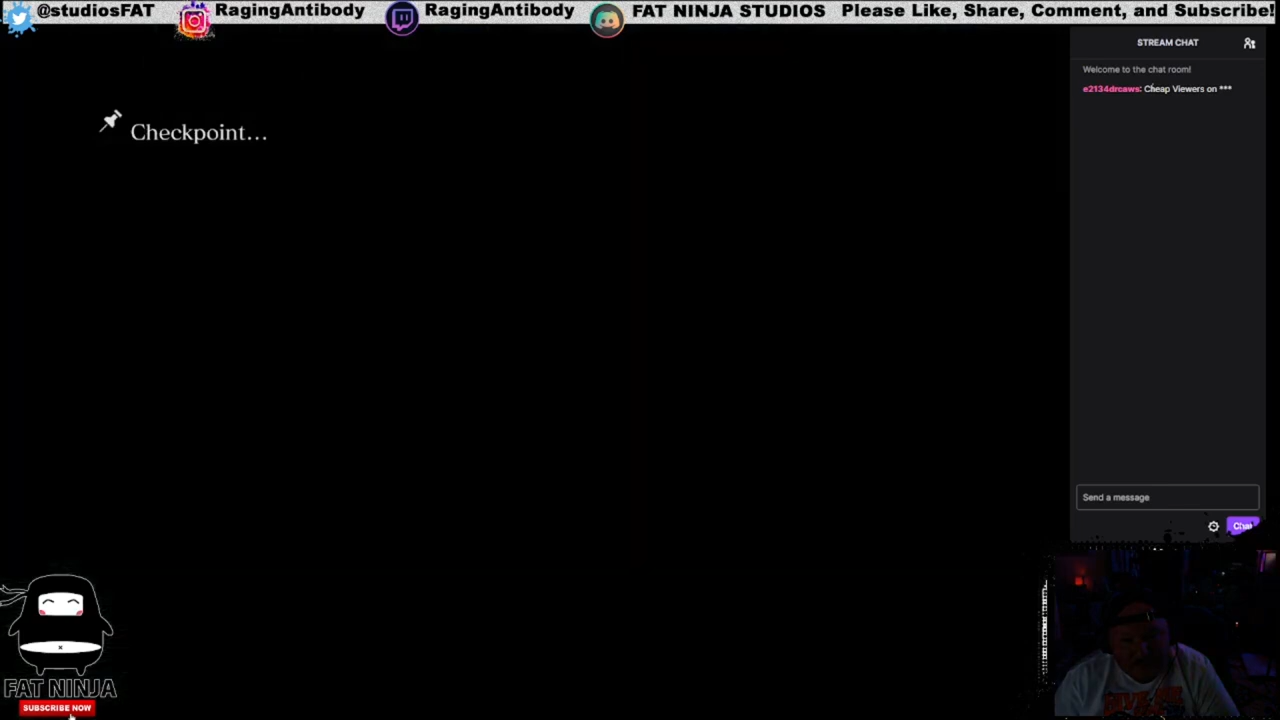 @studiosFAT RagingAntibody RagingAntibody FAT NINJA STUDIOS Please Like, Share, Comment, and Subscribe!
STREAM CHAT
Welcome to the chat room!
e2134drcaws: Cheap Viewers on ***
Checkpoint...
Send a message
Chat
FAT NINJA
SUBSCRIBE NOW